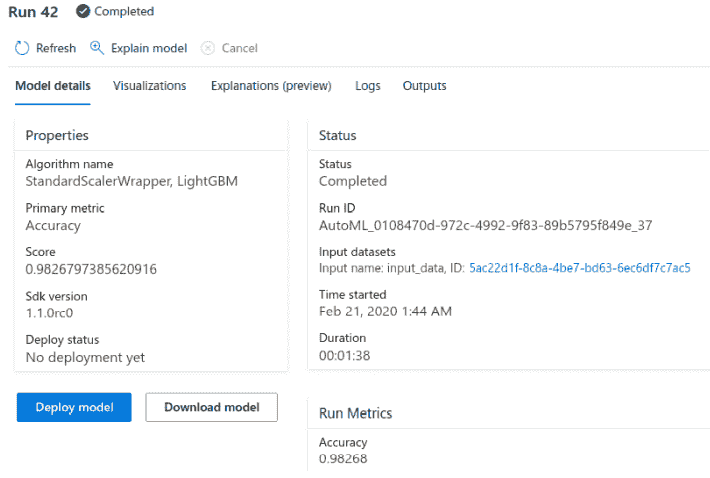 Run 42 Completed
Refresh Explain model Cancel
Model details Visualizations Explanations (preview) Logs Outputs
Properties
Algorithm name
StandardScalerWrapper, LightGBM
Primary metric
Accuracy
Score
0.9826797385620916
Sdk version
1.1.0rc0
Deploy status
No deployment yet
Deploy model Download model
Status
Status
Completed
Run ID
AutoML_0108470d-972c-4992-9f83-89b5795f849e_37
Input datasets
Input name: input_data, ID: 5ac22d1f-8c8a-4be7-bd63-6ec6df7c7ac5
Time started
Feb 21, 2020 1:44 AM
Duration
00:01:38
Run Metrics
Accuracy
0.98268